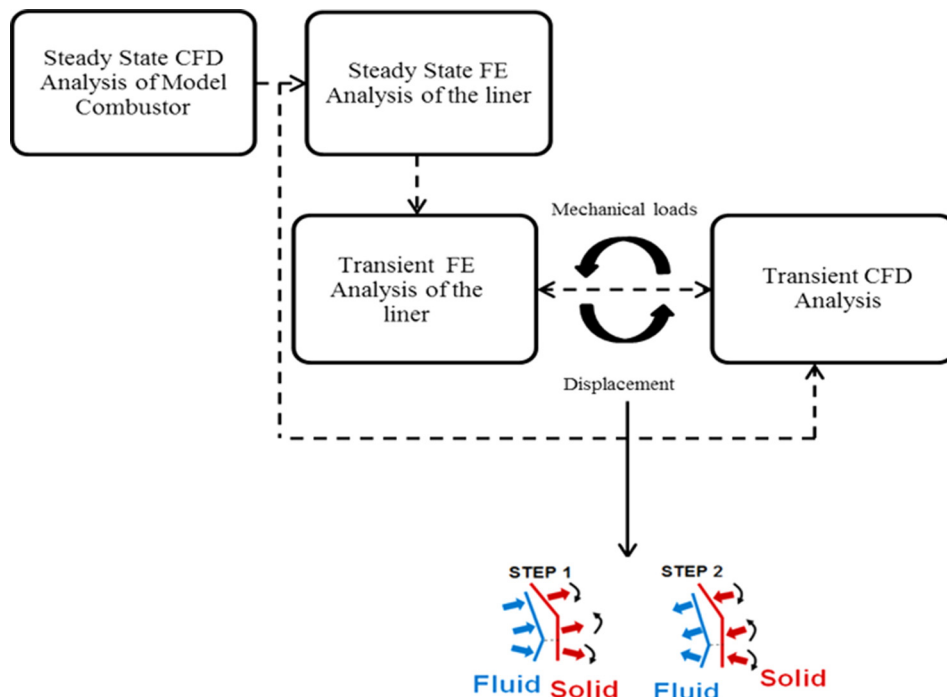 Steady State CFD
Analysis of Model
Combustor
Steady State FE
Analysis of the liner
Mechanical loads
Transient FE
Analysis of the
liner
Transient CFD
Analysis
Displacement
STEP 1
STEP 2
Fluid
Solid
Fluid
Solid